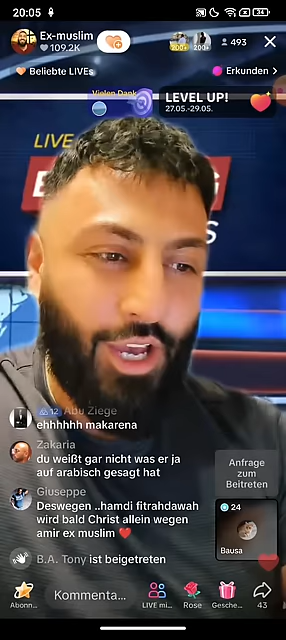 20:05
34
Ex-muslim
109.2K
200+
200+
493
Beliebte LIVEs
Erkunden >
Vielen Dank
LEVEL UP!
27.05.-29.05.
LIVE
12 Abu Ziege
ehhhhhh makarena
Zakaria
du weißt gar nicht was er ja
auf arabisch gesagt hat
Anfrage
zum
Beitreten
Giuseppe
Deswegen ..hamdi fitrahdawah
wird bald Christ allein wegen
amir ex muslim ❤️
24
Bausa
B.A. Tony ist beigetreten
Abonn...
Kommenta...
LIVE mi...
Rose
Gesche...
43